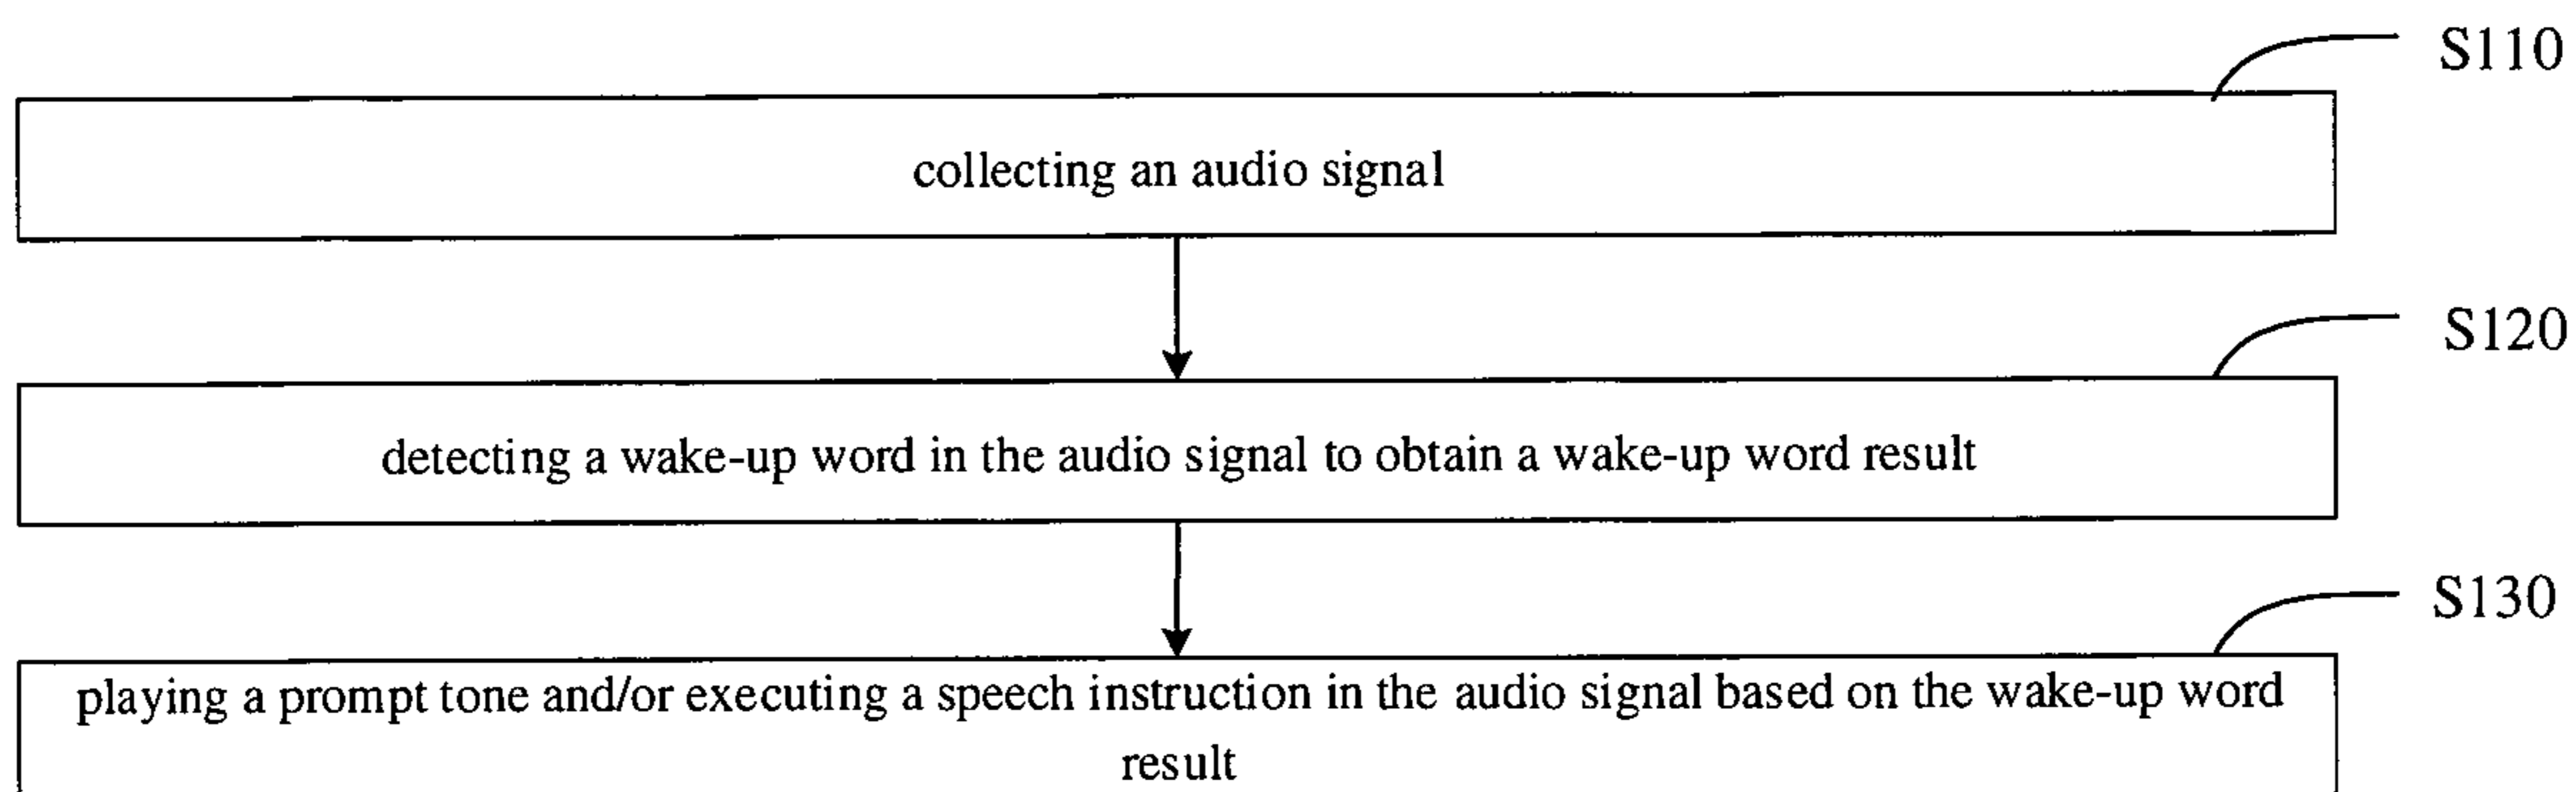 S110
collecting an audio signal
S120
detecting a wake-up word in the audio signal to obtain a wake-up word result
S130
playing a prompt tone and/or executing a speech instruction in the audio signal based on the wake-up word
result